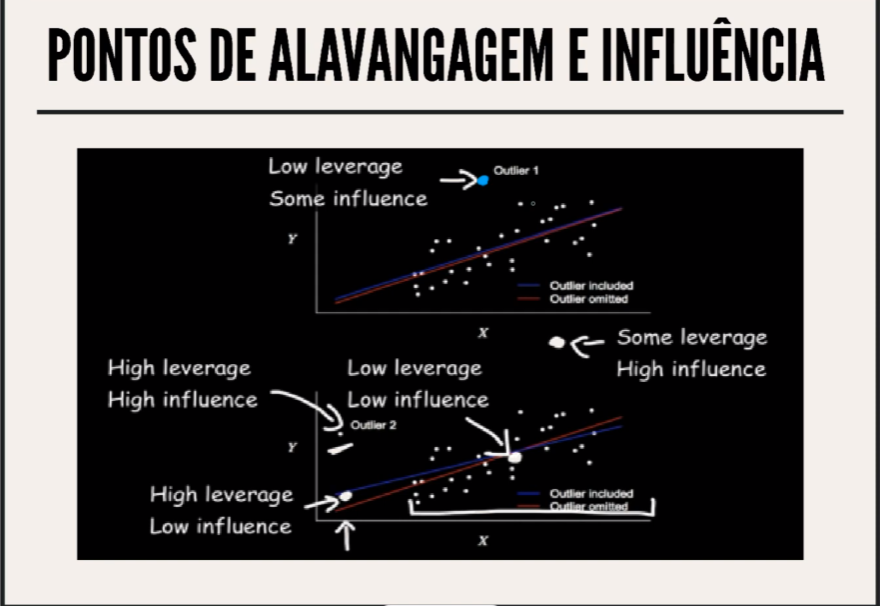 PONTOS DE ALAVANGAGEM E INFLUÊNCIA
Low leverage
Some influence
Outlier 1
Y
Outlier included
Outlier omitted
X
Some leverage
High influence
High leverage
High influence
Low leverage
Low influence
Outlier 2
Y
High leverage
Low influence
Outlier included
Outlier omitted
X